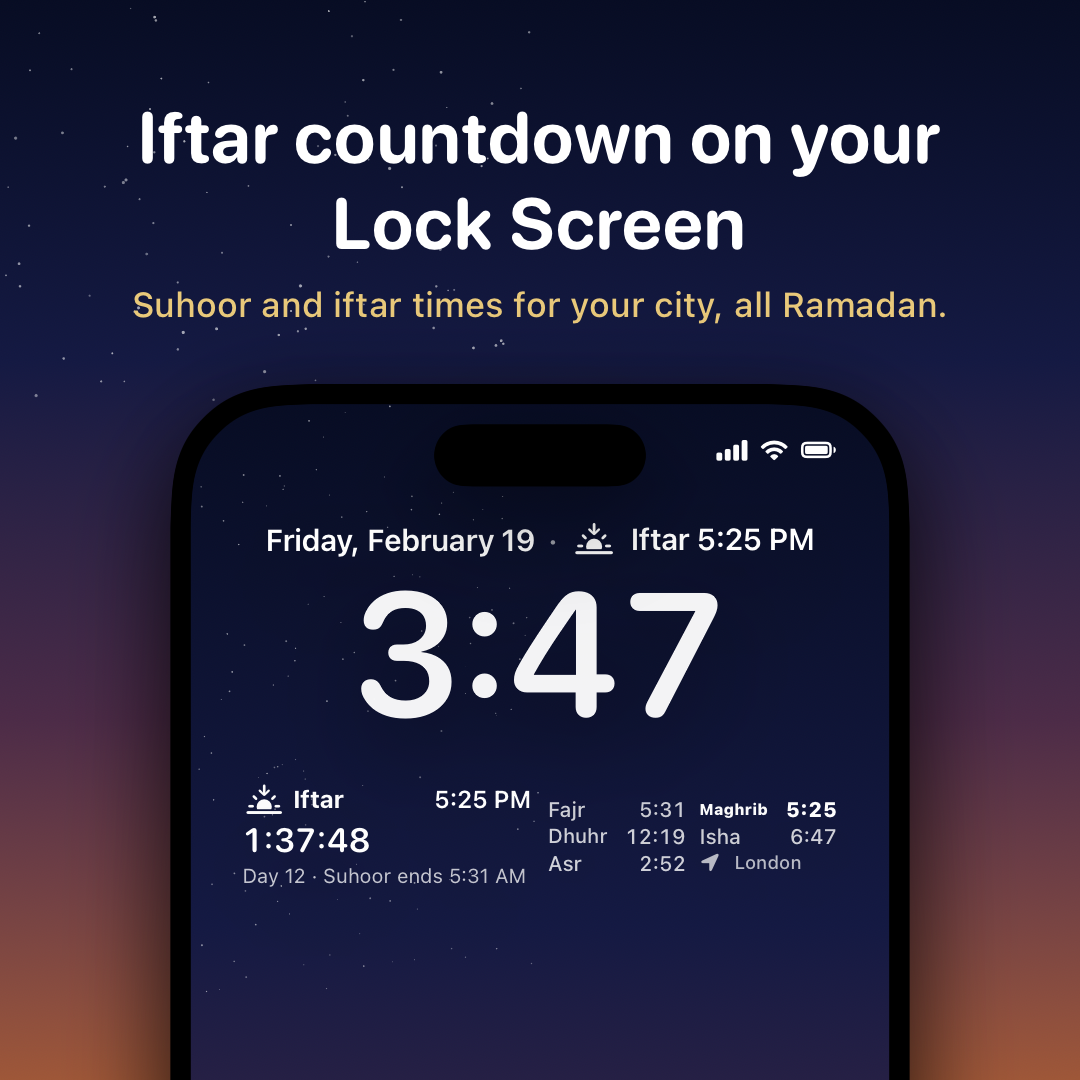 Iftar countdown on your
Lock Screen
Suhoor and iftar times for your city, all Ramadan.
Friday, February 19 · Iftar 5:25 PM
3:47
Iftar 5:25 PM
1:37:48
Day 12 · Suhoor ends 5:31 AM
Fajr 5:31 Maghrib 5:25
Dhuhr 12:19 Isha 6:47
Asr 2:52 London